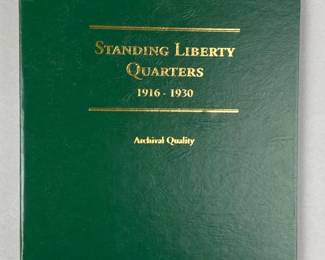 Standing Liberty
Quarters
1916 - 1930
Archival Quality